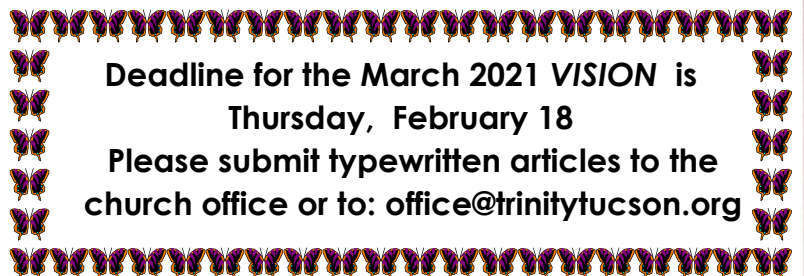 Deadline for the March 2021 VISION is
Thursday, February 18
Please submit typewritten articles to the
church office or to: office@trinitytucson.org